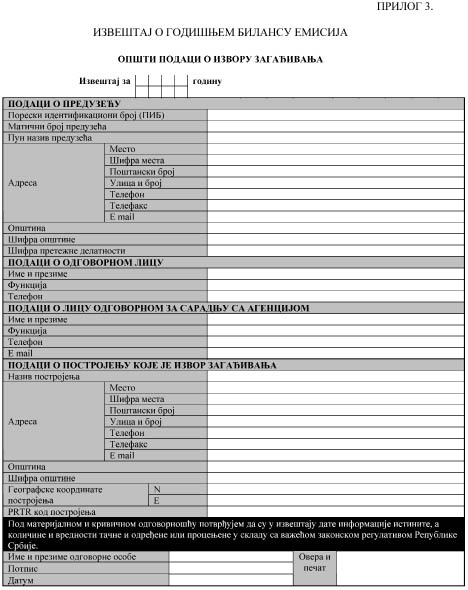 ПРИЛОГ 3.
ИЗВЕШТАЈ О ГОДИШЊЕМ БИЛАНСУ ЕМИСИЈА
ОПШТИ ПОДАЦИ О ИЗВОРУ ЗАГАЂИВАЊА
Извештај за годину
ПОДАЦИ О ПРЕДУЗЕЋУ
Порески идентификациони број (ПИБ)
Матични број предузећа
Пун назив предузећа
Адреса
Место
Шифра места
Поштански број
Улица и број
Телефон
Телефакс
E mail
Општина
Шифра општине
Шифра претежне делатности
ПОДАЦИ О ОДГОВОРНОМ ЛИЦУ
Име и презиме
Функција
Телефон
ПОДАЦИ О ЛИЦУ ОДГОВОРНОМ ЗА САРАДЊУ СА АГЕНЦИЈОМ
Име и презиме
Функција
Телефон
E mail
ПОДАЦИ О ПОСТРОЈЕЊУ КОЈЕ ЈЕ ИЗВОР ЗАГАЂИВАЊА
Назив постројења
Адреса
Место
Шифра места
Поштански број
Улица и број
Телефон
Телефакс
E mail
Општина
Шифра општине
Географске координате
постројења
N
E
PRTR код постројења
Под материјалном и кривичном одговорношћу потврђујем да су у извештају дате информације истините, а
количине и вредности тачне и одређене или процењене у складу са важећом законском регулативом Републике
Србије.
Име и презиме одговорне особе
Потпис
Датум
Овера и
печат